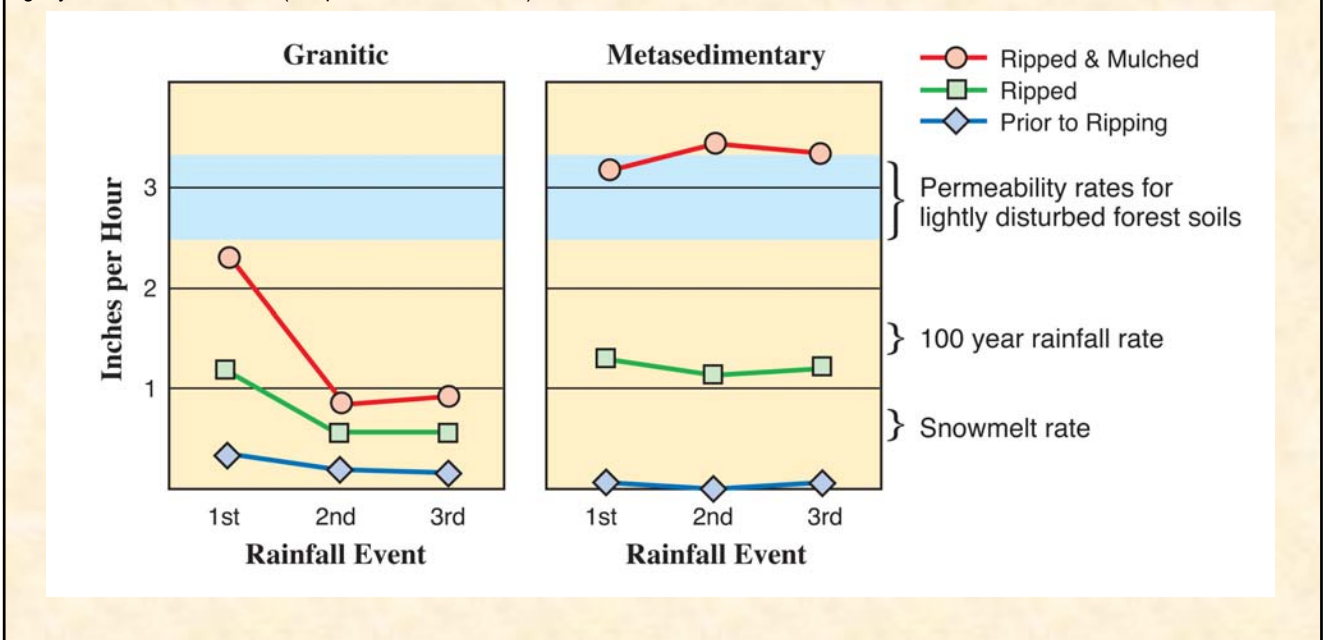 Granitic
Metasedimentary
Ripped & Mulched
Ripped
Prior to Ripping
Inches per Hour
3
2
1
Permeability rates for
lightly disturbed forest soils
100 year rainfall rate
Snowmelt rate
1st 2nd 3rd
1st 2nd 3rd
Rainfall Event
Rainfall Event